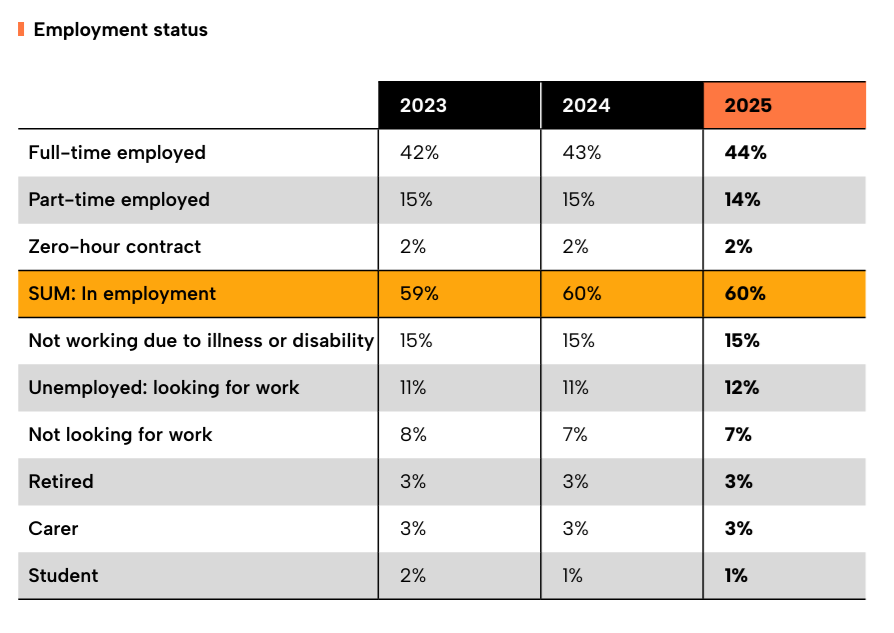 Employment status
2023 2024 2025
Full-time employed 42% 43% 44%
Part-time employed 15% 15% 14%
Zero-hour contract 2% 2% 2%
SUM: In employment 59% 60% 60%
Not working due to illness or disability 15% 15% 15%
Unemployed: looking for work 11% 11% 12%
Not looking for work 8% 7% 7%
Retired 3% 3% 3%
Carer 3% 3% 3%
Student 2% 1% 1%